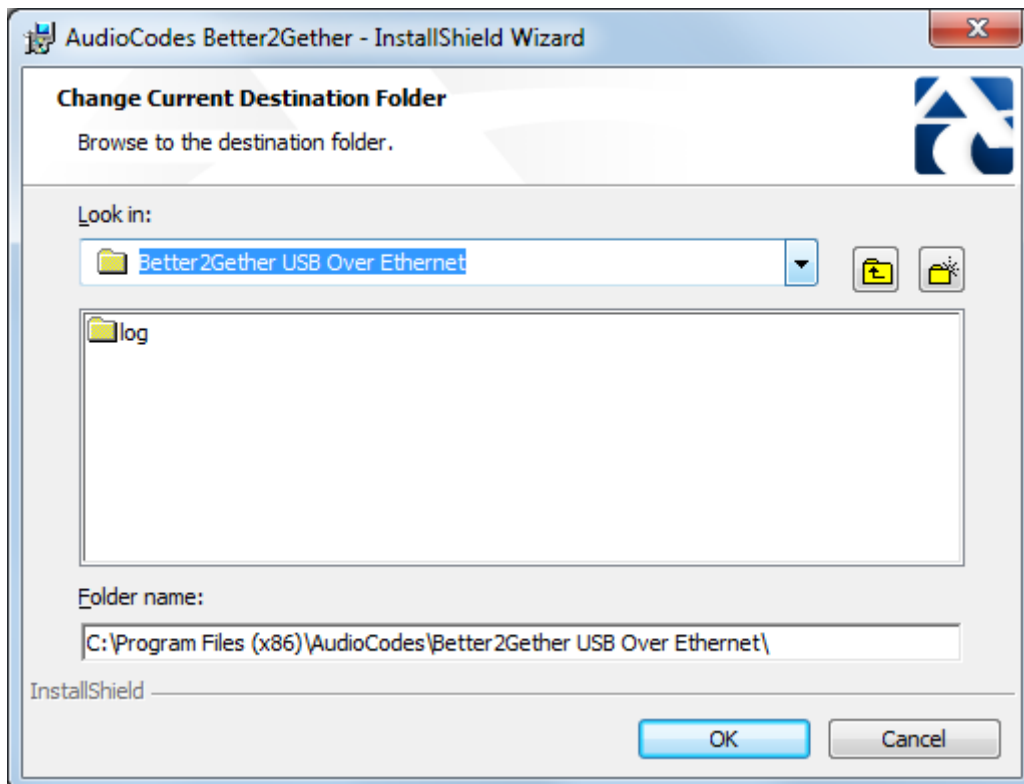 AudioCodes Better2Gether - InstallShield Wizard
Change Current Destination Folder
Browse to the destination folder.
Look in:
Better2Gether USB Over Ethernet
log
Folder name:
C:\Program Files (x86)\AudioCodes\Better2Gether USB Over Ethernet\
InstallShield
OK Cancel